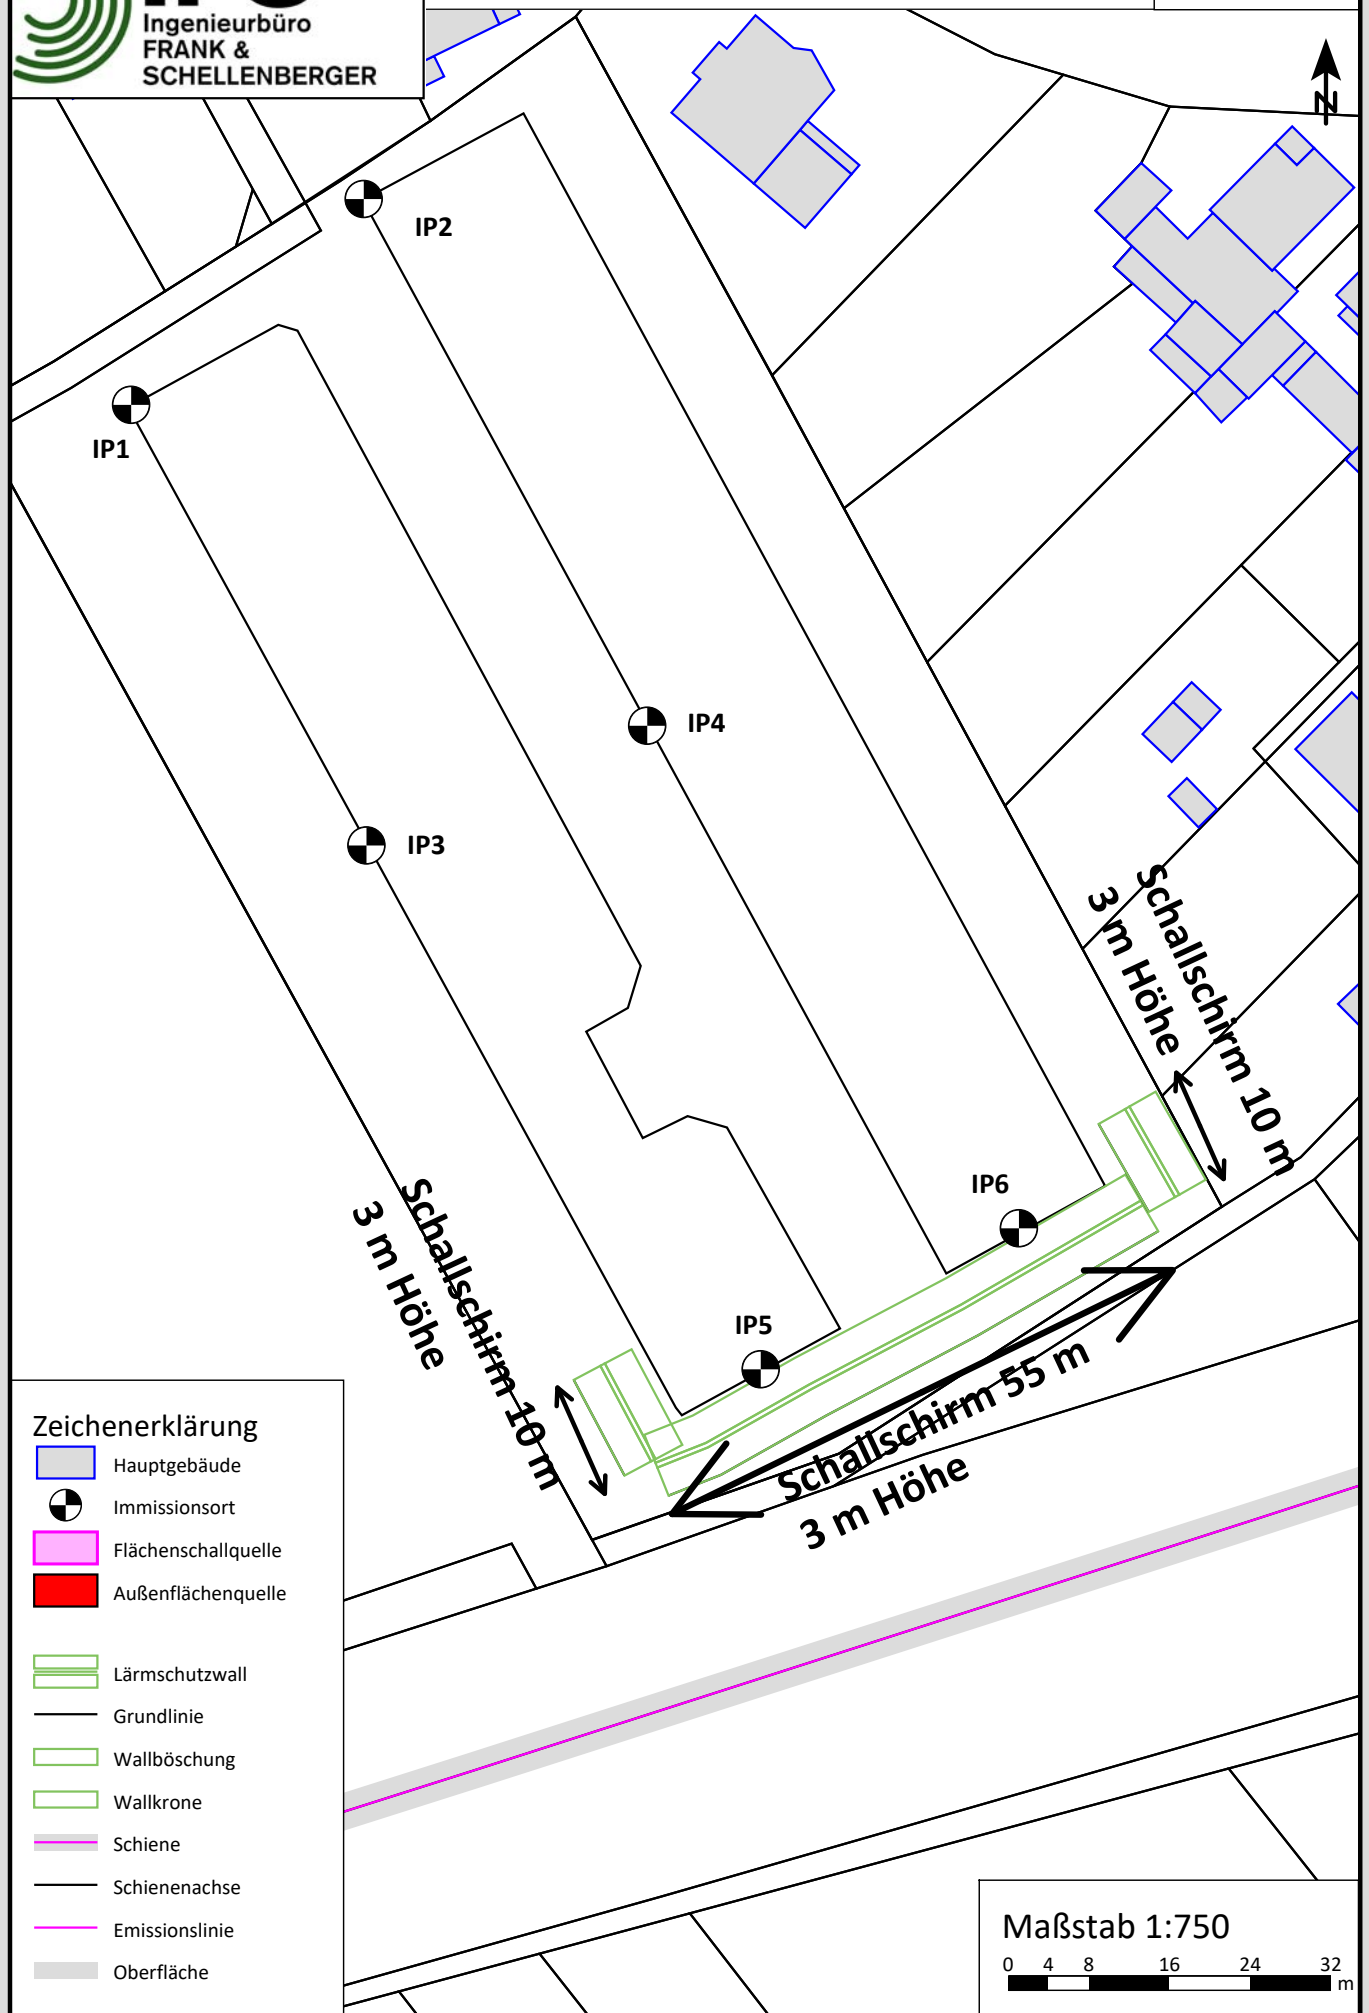 Ingenieurbüro
FRANK &
SCHELLENBERGER
N
IP2
IP1
IP4
IP3
Schallschirm 10 m
3 m Höhe
IP6
Schallschirm 10 m
3 m Höhe
IP5
Schallschirm 55 m
3 m Höhe
Zeichenerklärung
Hauptgebäude
Immissionsort
Flächenschallquelle
Außenflächenquelle
Lärmschutzwall
Grundlinie
Wallböschung
Wallkrone
Schiene
Schienenachse
Emissionslinie
Oberfläche
Maßstab 1:750
0 4 8 16 24 32
m